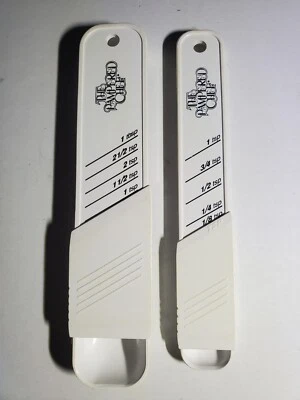 THE
PAMPERED
CHEF
1 TBSP
2 1/2 TSP
2 TSP
1 1/2 TSP
1 TSP
THE
PAMPERED
CHEF
1 TSP
3/4 TSP
1/2 TSP
1/4 TSP
1/8 TSP